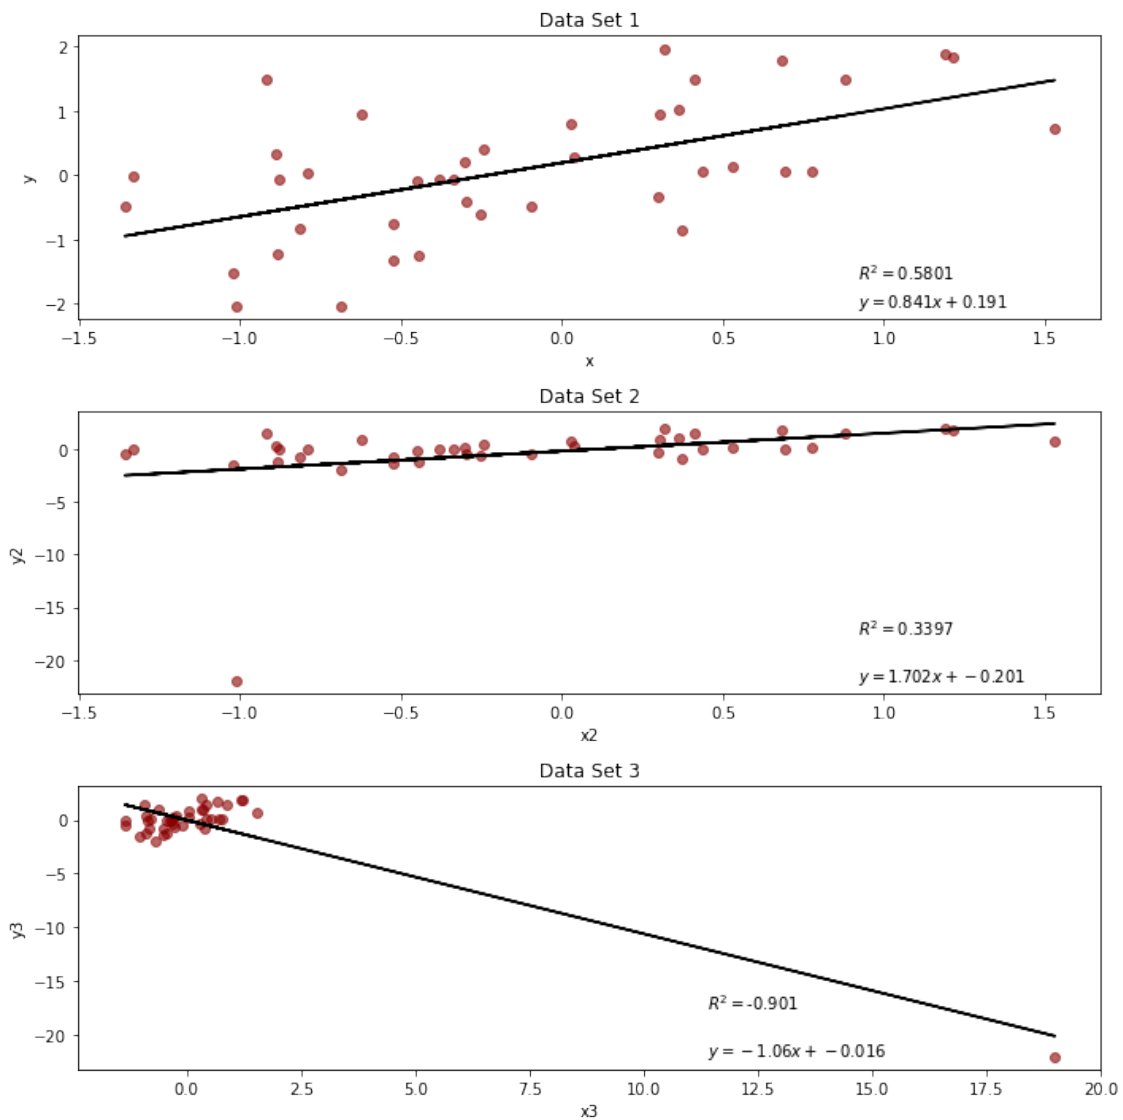 Data Set 1
2
1
0
−1
−2
y
R² = 0.5801
y = 0.841x + 0.191
−1.5 −1.0 −0.5 0.0 0.5 1.0 1.5
x
Data Set 2
0
−5
−10
−15
−20
y2
R² = 0.3397
y = 1.702x + −0.201
−1.5 −1.0 −0.5 0.0 0.5 1.0 1.5
x2
Data Set 3
0
−5
−10
−15
−20
y3
R² = -0.901
y = −1.06x + −0.016
0.0 2.5 5.0 7.5 10.0 12.5 15.0 17.5 20.0
x3